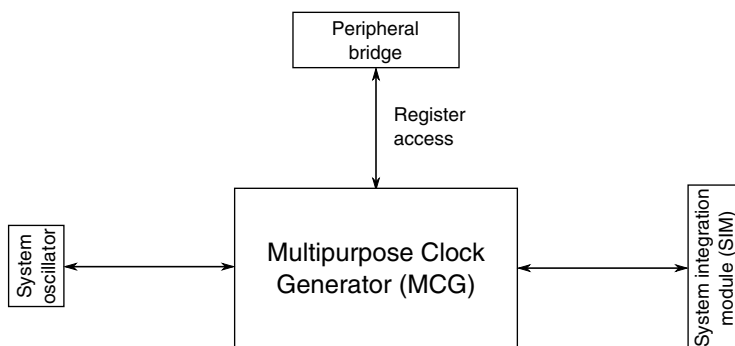 Peripheral
bridge
Register
access
System
oscillator
Multipurpose Clock
Generator (MCG)
System integration
module (SIM)